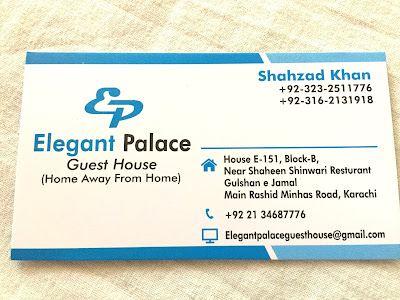 EP
Elegant Palace
Guest House
(Home Away From Home)
Shahzad Khan
+92-323-2511776
+92-316-2131918
House E-151, Block-B,
Near Shaheen Shinwari Resturant
Gulshan e Jamal
Main Rashid Minhas Road, Karachi
+92 21 34687776
Elegantpalaceguesthouse@gmail.com